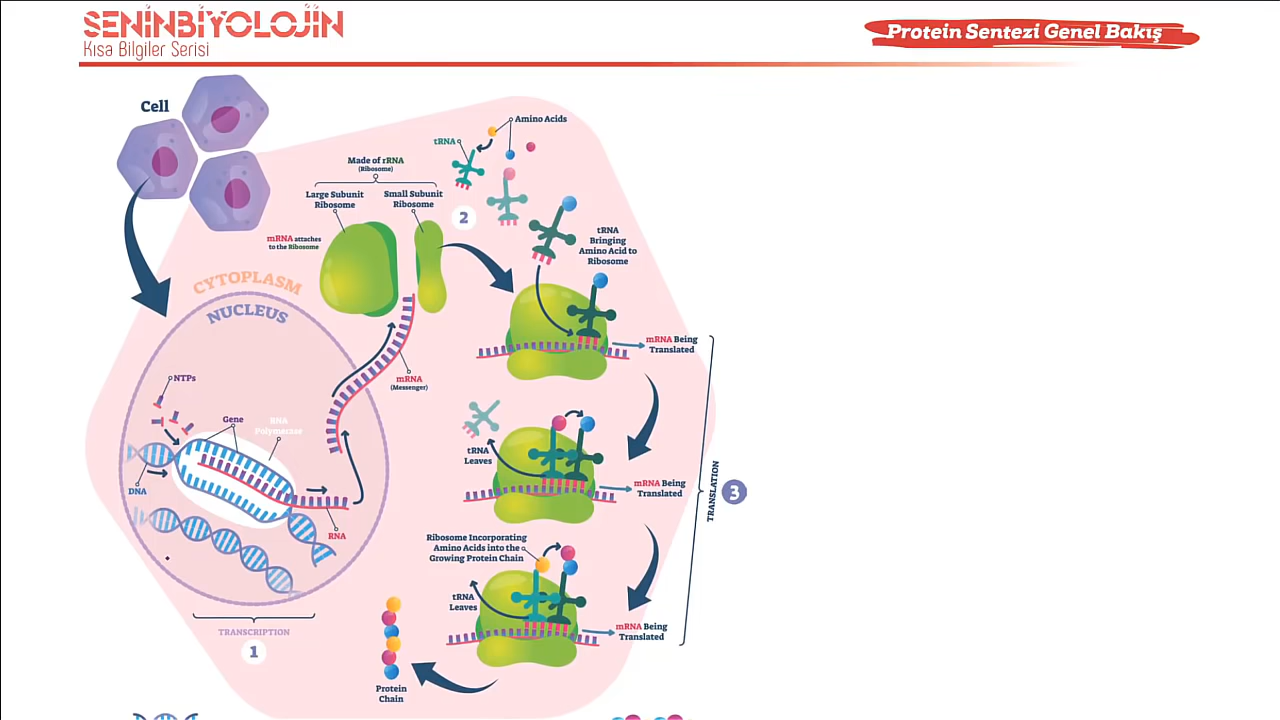 SENİNBİYOLOJİN
Kısa Bilgiler Serisi
Protein Sentezi Genel Bakış
Cell
Amino Acids
tRNA
Made of rRNA
(Ribosome)
Large Subunit
Ribosome
Small Subunit
Ribosome
2
mRNA attaches
to the Ribosome
tRNA
Bringing
Amino Acid to
Ribosome
CYTOPLASM
NUCLEUS
mRNA Being
Translated
mRNA
(Messenger)
NTPs
Gene
RNA
Polymerase
DNA
RNA
tRNA
Leaves
mRNA Being
Translated
TRANSLATION
3
Ribosome Incorporating
Amino Acids into the
Growing Protein Chain
tRNA
Leaves
mRNA Being
Translated
TRANSCRIPTION
1
Protein
Chain